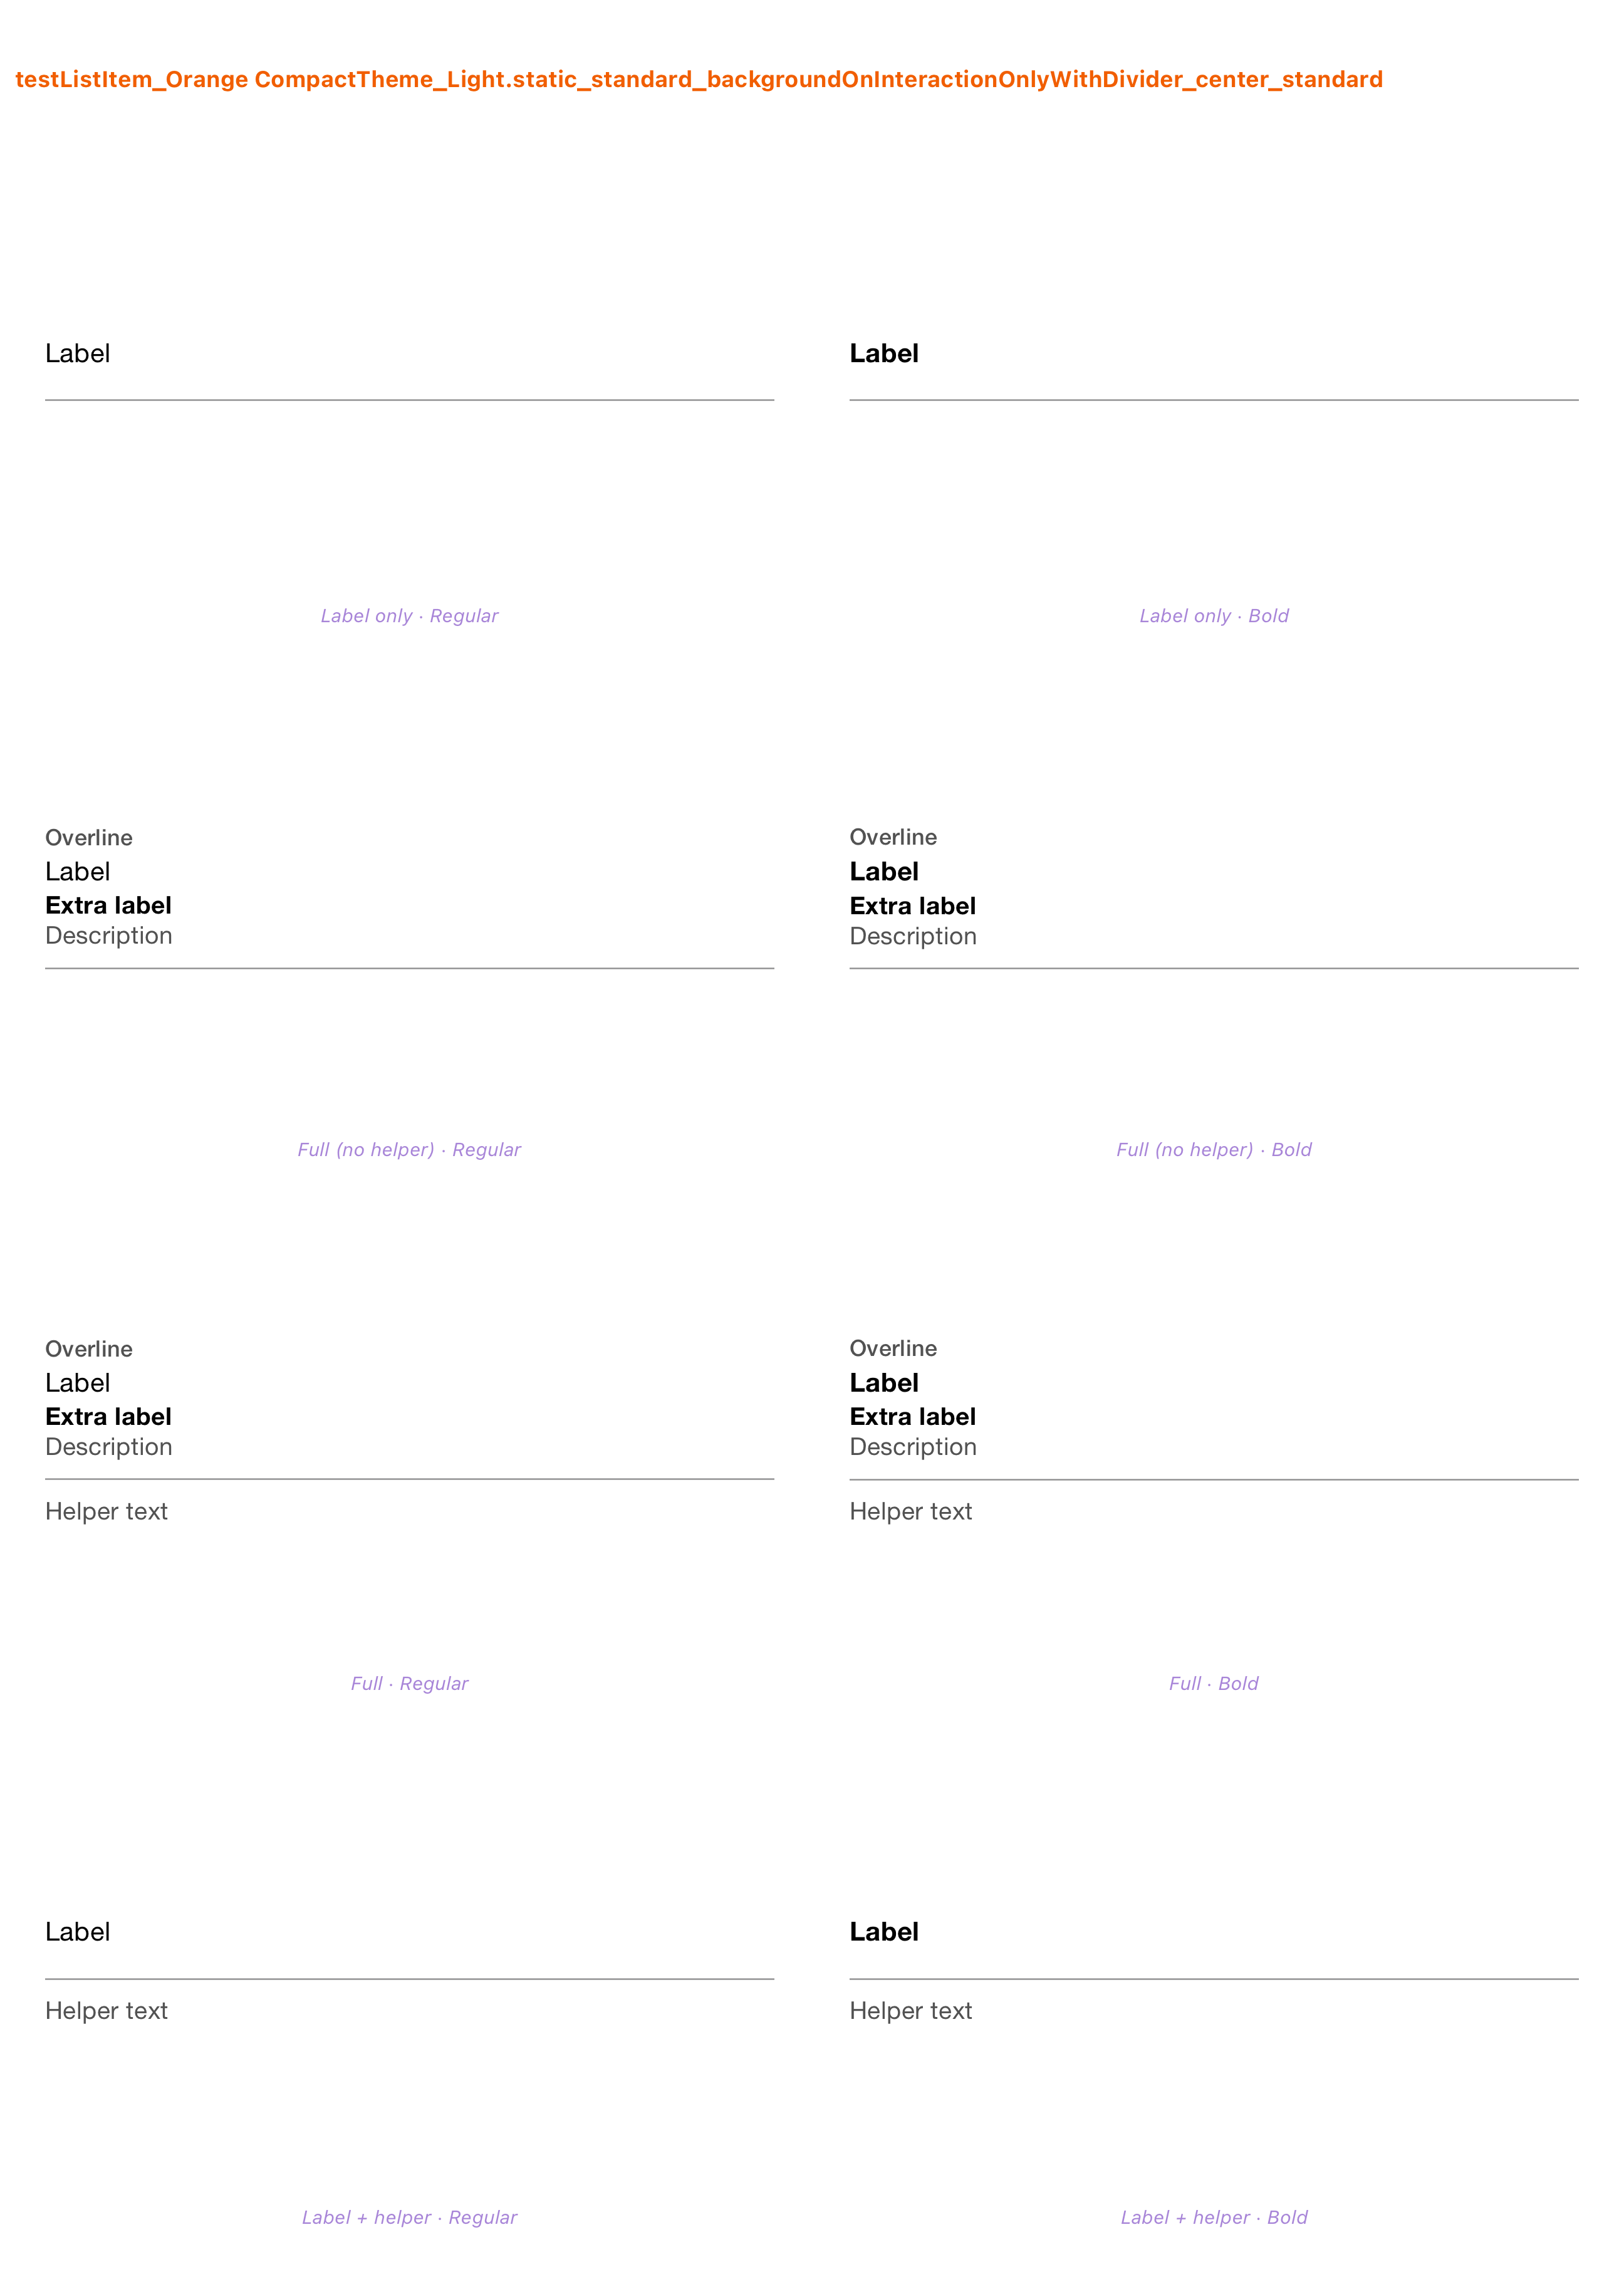 testListItem_Orange CompactTheme_Light.static_standard_backgroundOnInteractionOnlyWithDivider_center_standard
Label
Label
Label only · Regular
Label only · Bold
Overline
Label
Extra label
Description
Overline
Label
Extra label
Description
Full (no helper) · Regular
Full (no helper) · Bold
Overline
Label
Extra label
Description
Helper text
Overline
Label
Extra label
Description
Helper text
Full · Regular
Full · Bold
Label
Helper text
Label
Helper text
Label + helper · Regular
Label + helper · Bold